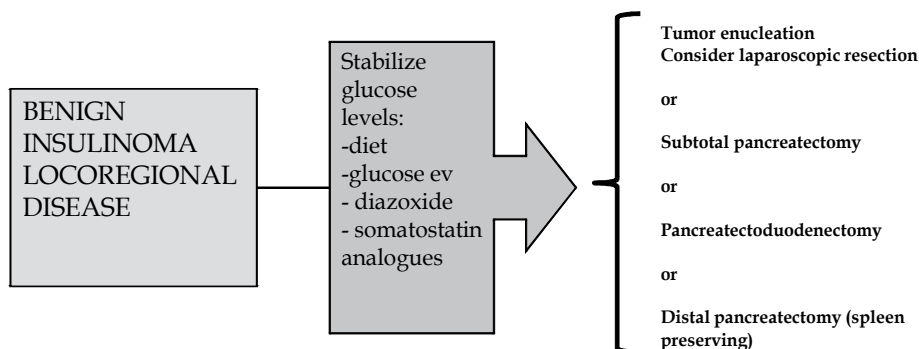 BENIGN
INSULINOMA
LOCOREGIONAL
DISEASE
Stabilize
glucose
levels:
-diet
-glucose ev
- diazoxide
- somatostatin
analogues
Tumor enucleation
Consider laparoscopic resection
or
Subtotal pancreatectomy
or
Pancreatectoduodenectomy
or
Distal pancreatectomy (spleen
preserving)